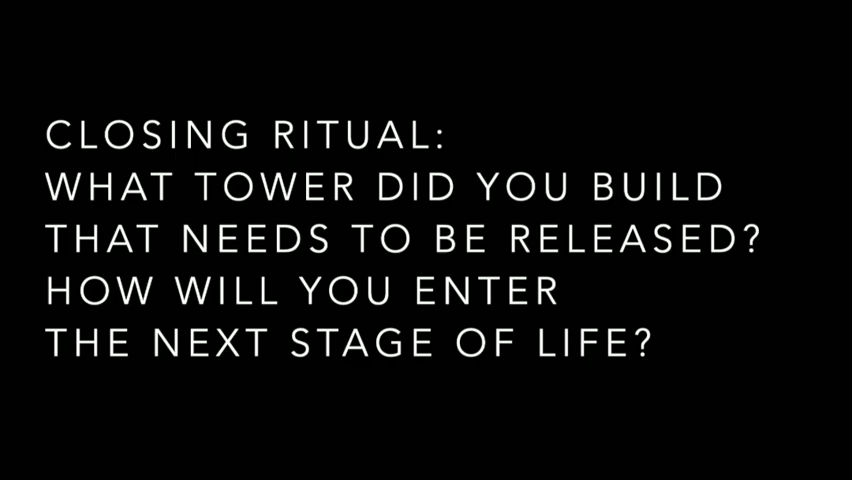 CLOSING RITUAL:
WHAT TOWER DID YOU BUILD
THAT NEEDS TO BE RELEASED?
HOW WILL YOU ENTER
THE NEXT STAGE OF LIFE?